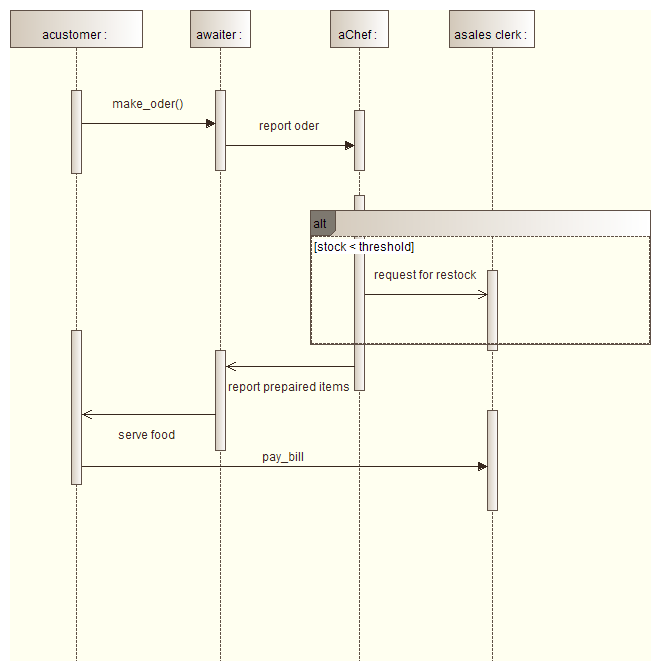 acustomer :
awaiter :
aChef :
asales clerk :
make_oder()
report oder
alt
[stock < threshold]
request for restock
report prepaired items
serve food
pay_bill